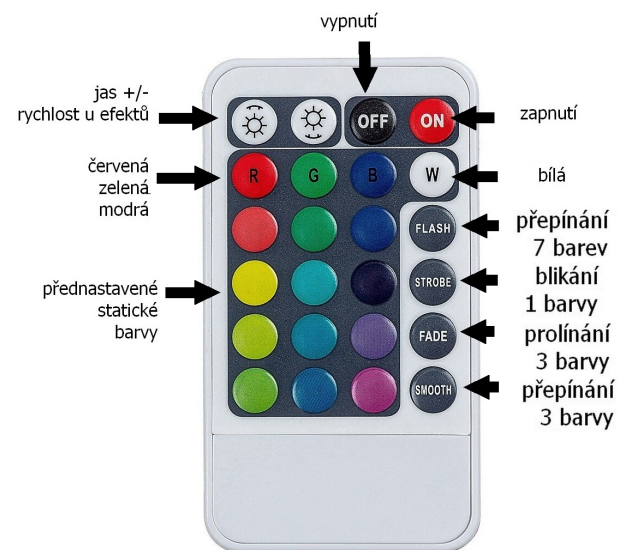 vypnutí
jas +/-
rychlost u efektů
OFF
ON
zapnutí
červená
zelená
modrá
R
G
B
W
bílá
FLASH
přepínání
7 barev
přednastavené
statické
barvy
STROBE
blikání
1 barvy
FADE
prolínání
3 barvy
SMOOTH
přepínání
3 barvy